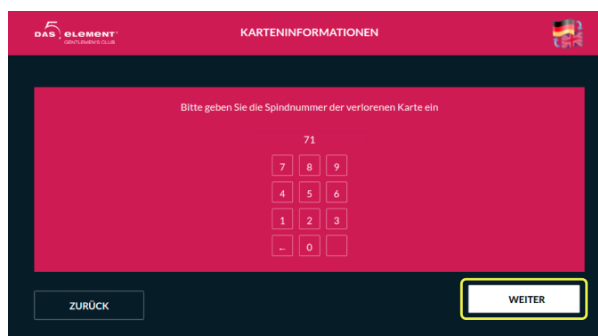 DAS 5. ELEMENT
GENTLEMEN'S CLUB
KARTENINFORMATIONEN
Bitte geben Sie die Spindnummer der verlorenen Karte ein
71
7 8 9
4 5 6
1 2 3
← 0
ZURÜCK
WEITER